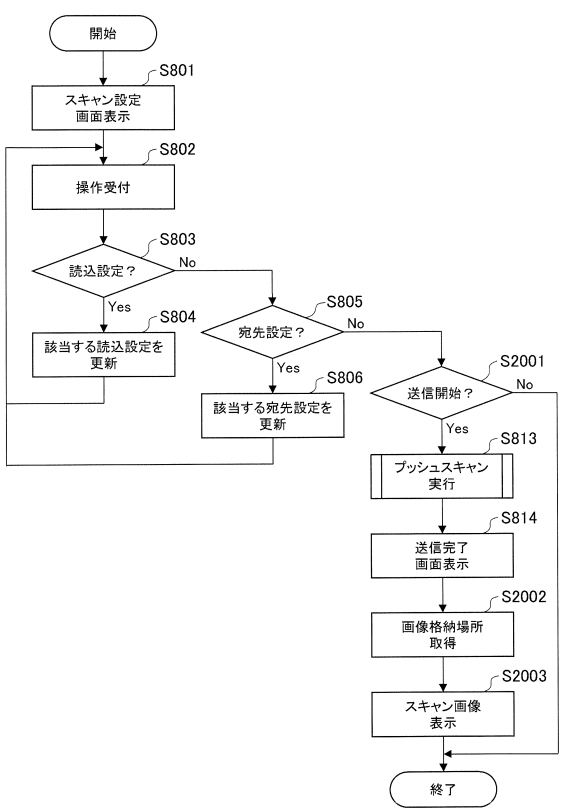 開始
S801
スキャン設定
画面表示
S802
操作受付
S803
読込設定？
No
Yes
S804
該当する読込設定を
更新
S805
宛先設定？
No
Yes
S806
該当する宛先設定を
更新
S2001
送信開始？
No
Yes
S813
プッシュスキャン
実行
S814
送信完了
画面表示
S2002
画像格納場所
取得
S2003
スキャン画像
表示
終了